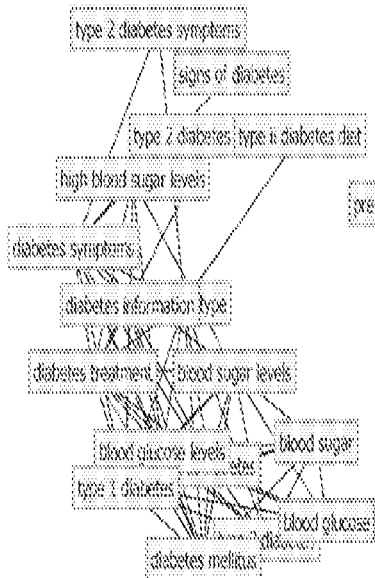 type 2 diabetes symptoms
signs of diabetes
type 2 diabetes
type ii diabetes diet
high blood sugar levels
pre
diabetes symptoms
diabetes information
type
diabetes treatment
blood sugar levels
blood sugar
blood glucose levels
type 1 diabetes
blood glucose
diabetes mellitus